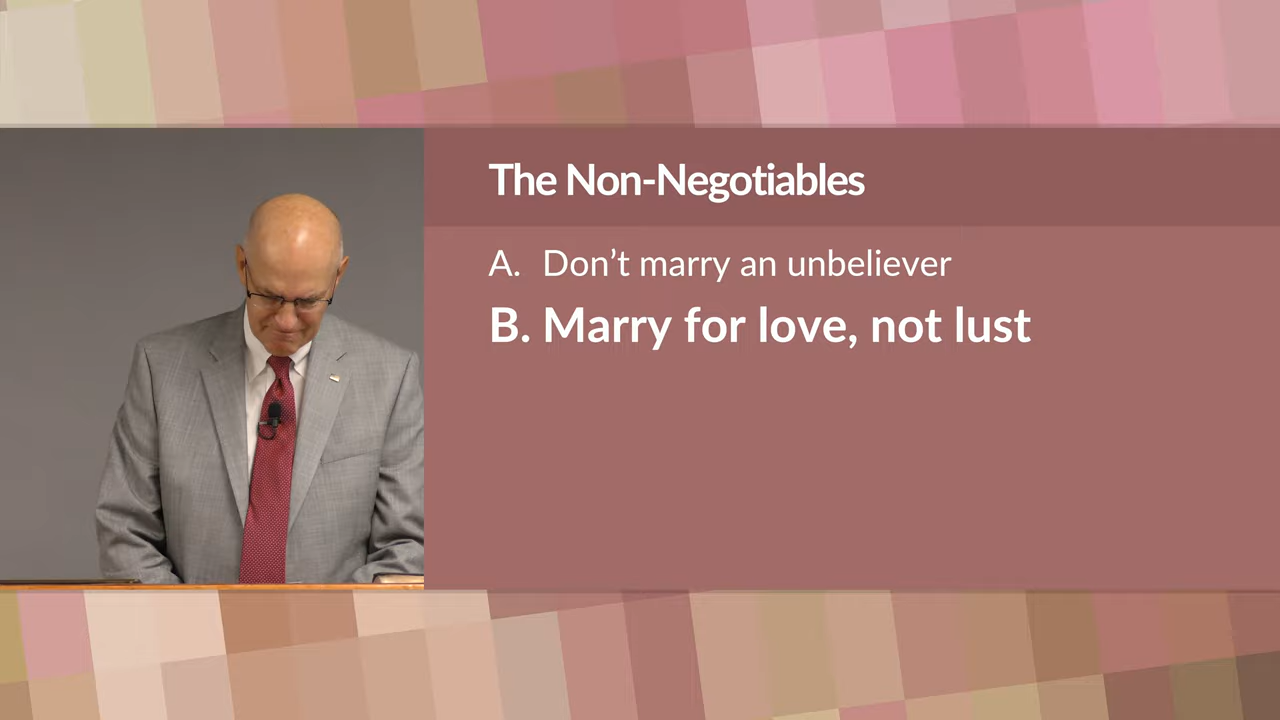 The Non-Negotiables
A. Don’t marry an unbeliever
B. Marry for love, not lust